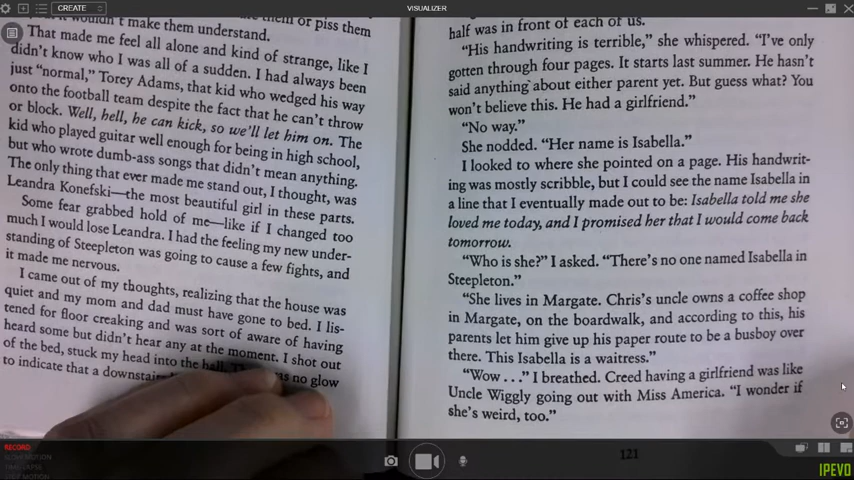 CREATE
VISUALIZER
them or piss them
wouldn't make them understand.
That made me feel all alone and kind of strange, like I
didn't know who I was all of a sudden. I had always been
just "normal," Torey Adams, that kid who wedged his way
onto the football team despite the fact that he can't throw
or block. Well, hell, he can kick, so we'll let him on. The
kid who played guitar well enough for being in high school,
but who wrote dumb-ass songs that didn't mean anything.
The only thing that ever made me stand out, I thought, was
Leandra Konefski—the most beautiful girl in these parts.
Some fear grabbed hold of me—like if I changed too
much I would lose Leandra. I had the feeling my new under-
standing of Steepleton was going to cause a few fights, and
it made me nervous.
I came out of my thoughts, realizing that the house was
quiet and my mom and dad must have gone to bed. I lis-
tened for floor creaking and was sort of aware of having
heard some but didn't hear any at the moment. I shot out
of the bed, stuck my head into the hall. no glow
to indicate that a
half was in front of each of us.
"His handwriting is terrible," she whispered. "I've only
gotten through four pages. It starts last summer. He hasn't
said anything about either parent yet. But guess what? You
won't believe this. He had a girlfriend."
"No way."
She nodded. "Her name is Isabella."
I looked to where she pointed on a page. His handwrit-
ing was mostly scribble, but I could see the name Isabella in
a line that I eventually made out to be: Isabella told me she
loved me today, and I promised her that I would come back
tomorrow.
"Who is she?" I asked. "There's no one named Isabella in
Steepleton."
"She lives in Margate. Chris's uncle owns a coffee shop
in Margate, on the boardwalk, and according to this, his
parents let him give up his paper route to be a busboy over
there. This Isabella is a waitress."
"Wow . . ." I breathed. Creed having a girlfriend was like
Uncle Wiggly going out with Miss America. "I wonder if
she's weird, too."
121
RECORD
IPEVO